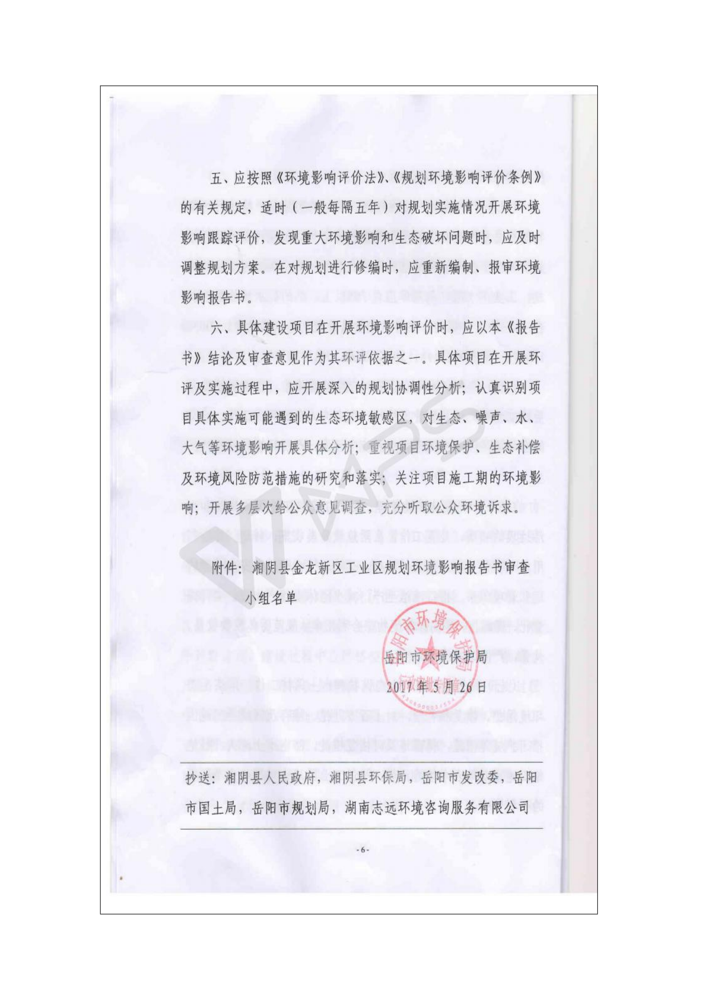 五、应按照《环境影响评价法》、《规划环境影响评价条例》
的有关规定，适时（一般每隔五年）对规划实施情况开展环境
影响跟踪评价，发现重大环境影响和生态破坏问题时，应及时
调整规划方案。在对规划进行修编时，应重新编制、报审环境
影响报告书。
六、具体建设项目在开展环境影响评价时，应以本《报告
书》结论及审查意见作为其环评依据之一。具体项目在开展环
评及实施过程中，应开展深入的规划协调性分析；认真识别项
目具体实施可能遇到的生态环境敏感区，对生态、噪声、水、
大气等环境影响开展具体分析；重视项目环境保护、生态补偿
及环境风险防范措施的研究和落实；关注项目施工期的环境影
响；开展多层次给公众意见调查，充分听取公众环境诉求。
附件：湘阴县金龙新区工业区规划环境影响报告书审查
小组名单
岳阳市环境保护局
岳阳市环境保护局
2017年5月26日
行政审批专用章
抄送：湘阴县人民政府，湘阴县环保局，岳阳市发改委，岳阳
市国土局，岳阳市规划局，湖南志远环境咨询服务有限公司
-6-
WPS